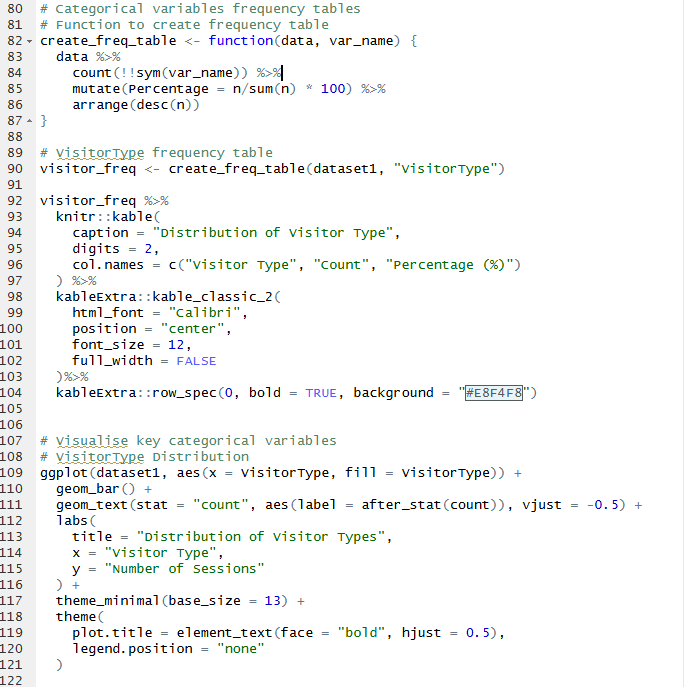 80 # Categorical variables frequency tables
81 # Function to create frequency table
82 create_freq_table <- function(data, var_name) {
83   data %>%
84     count(!!sym(var_name)) %>%
85     mutate(Percentage = n/sum(n) * 100) %>%
86     arrange(desc(n))
87 }
88
89 # VisitorType frequency table
90 visitor_freq <- create_freq_table(dataset1, "VisitorType")
91
92 visitor_freq %>%
93   knitr::kable(
94     caption = "Distribution of Visitor Type",
95     digits = 2,
96     col.names = c("Visitor Type", "Count", "Percentage (%)")
97   ) %>%
98   kableExtra::kable_classic_2(
99     html_font = "Calibri",
100     position = "center",
101     font_size = 12,
102     full_width = FALSE
103   )%>%
104   kableExtra::row_spec(0, bold = TRUE, background = "#E8F4F8")
105
106
107 # Visualise key categorical variables
108 # VisitorType Distribution
109 ggplot(dataset1, aes(x = VisitorType, fill = VisitorType)) +
110   geom_bar() +
111   geom_text(stat = "count", aes(label = after_stat(count)), vjust = -0.5) +
112   labs(
113     title = "Distribution of Visitor Types",
114     x = "Visitor Type",
115     y = "Number of Sessions"
116   ) +
117   theme_minimal(base_size = 13) +
118   theme(
119     plot.title = element_text(face = "bold", hjust = 0.5),
120     legend.position = "none"
121   )
122